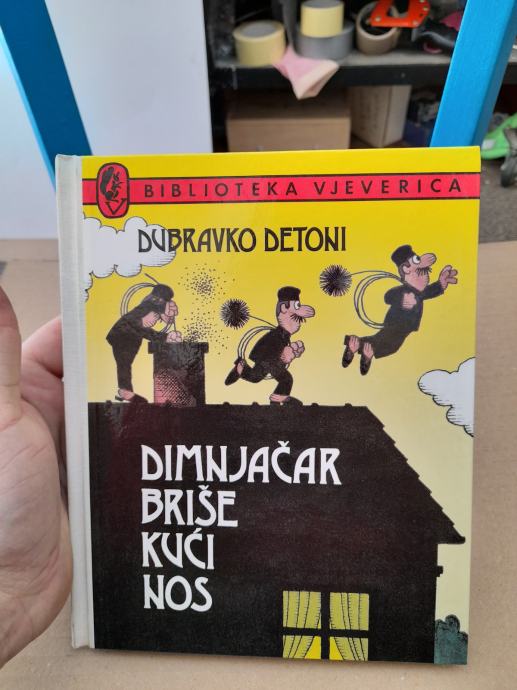 BIBLIOTEKA VJEVERICA
DUBRAVKO DETONI
DIMNJAČAR
BRIŠE
KUĆI
NOS